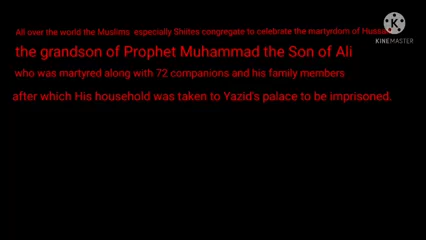 All over the world the Muslims especially Shiites congregate to celebrate the martyrdom of
the grandson of Prophet Muhammad the Son of Ali
who was martyred along with 72 companions and his family members
after which His household was taken to Yazid's palace to be imprisoned.
KINEMASTER